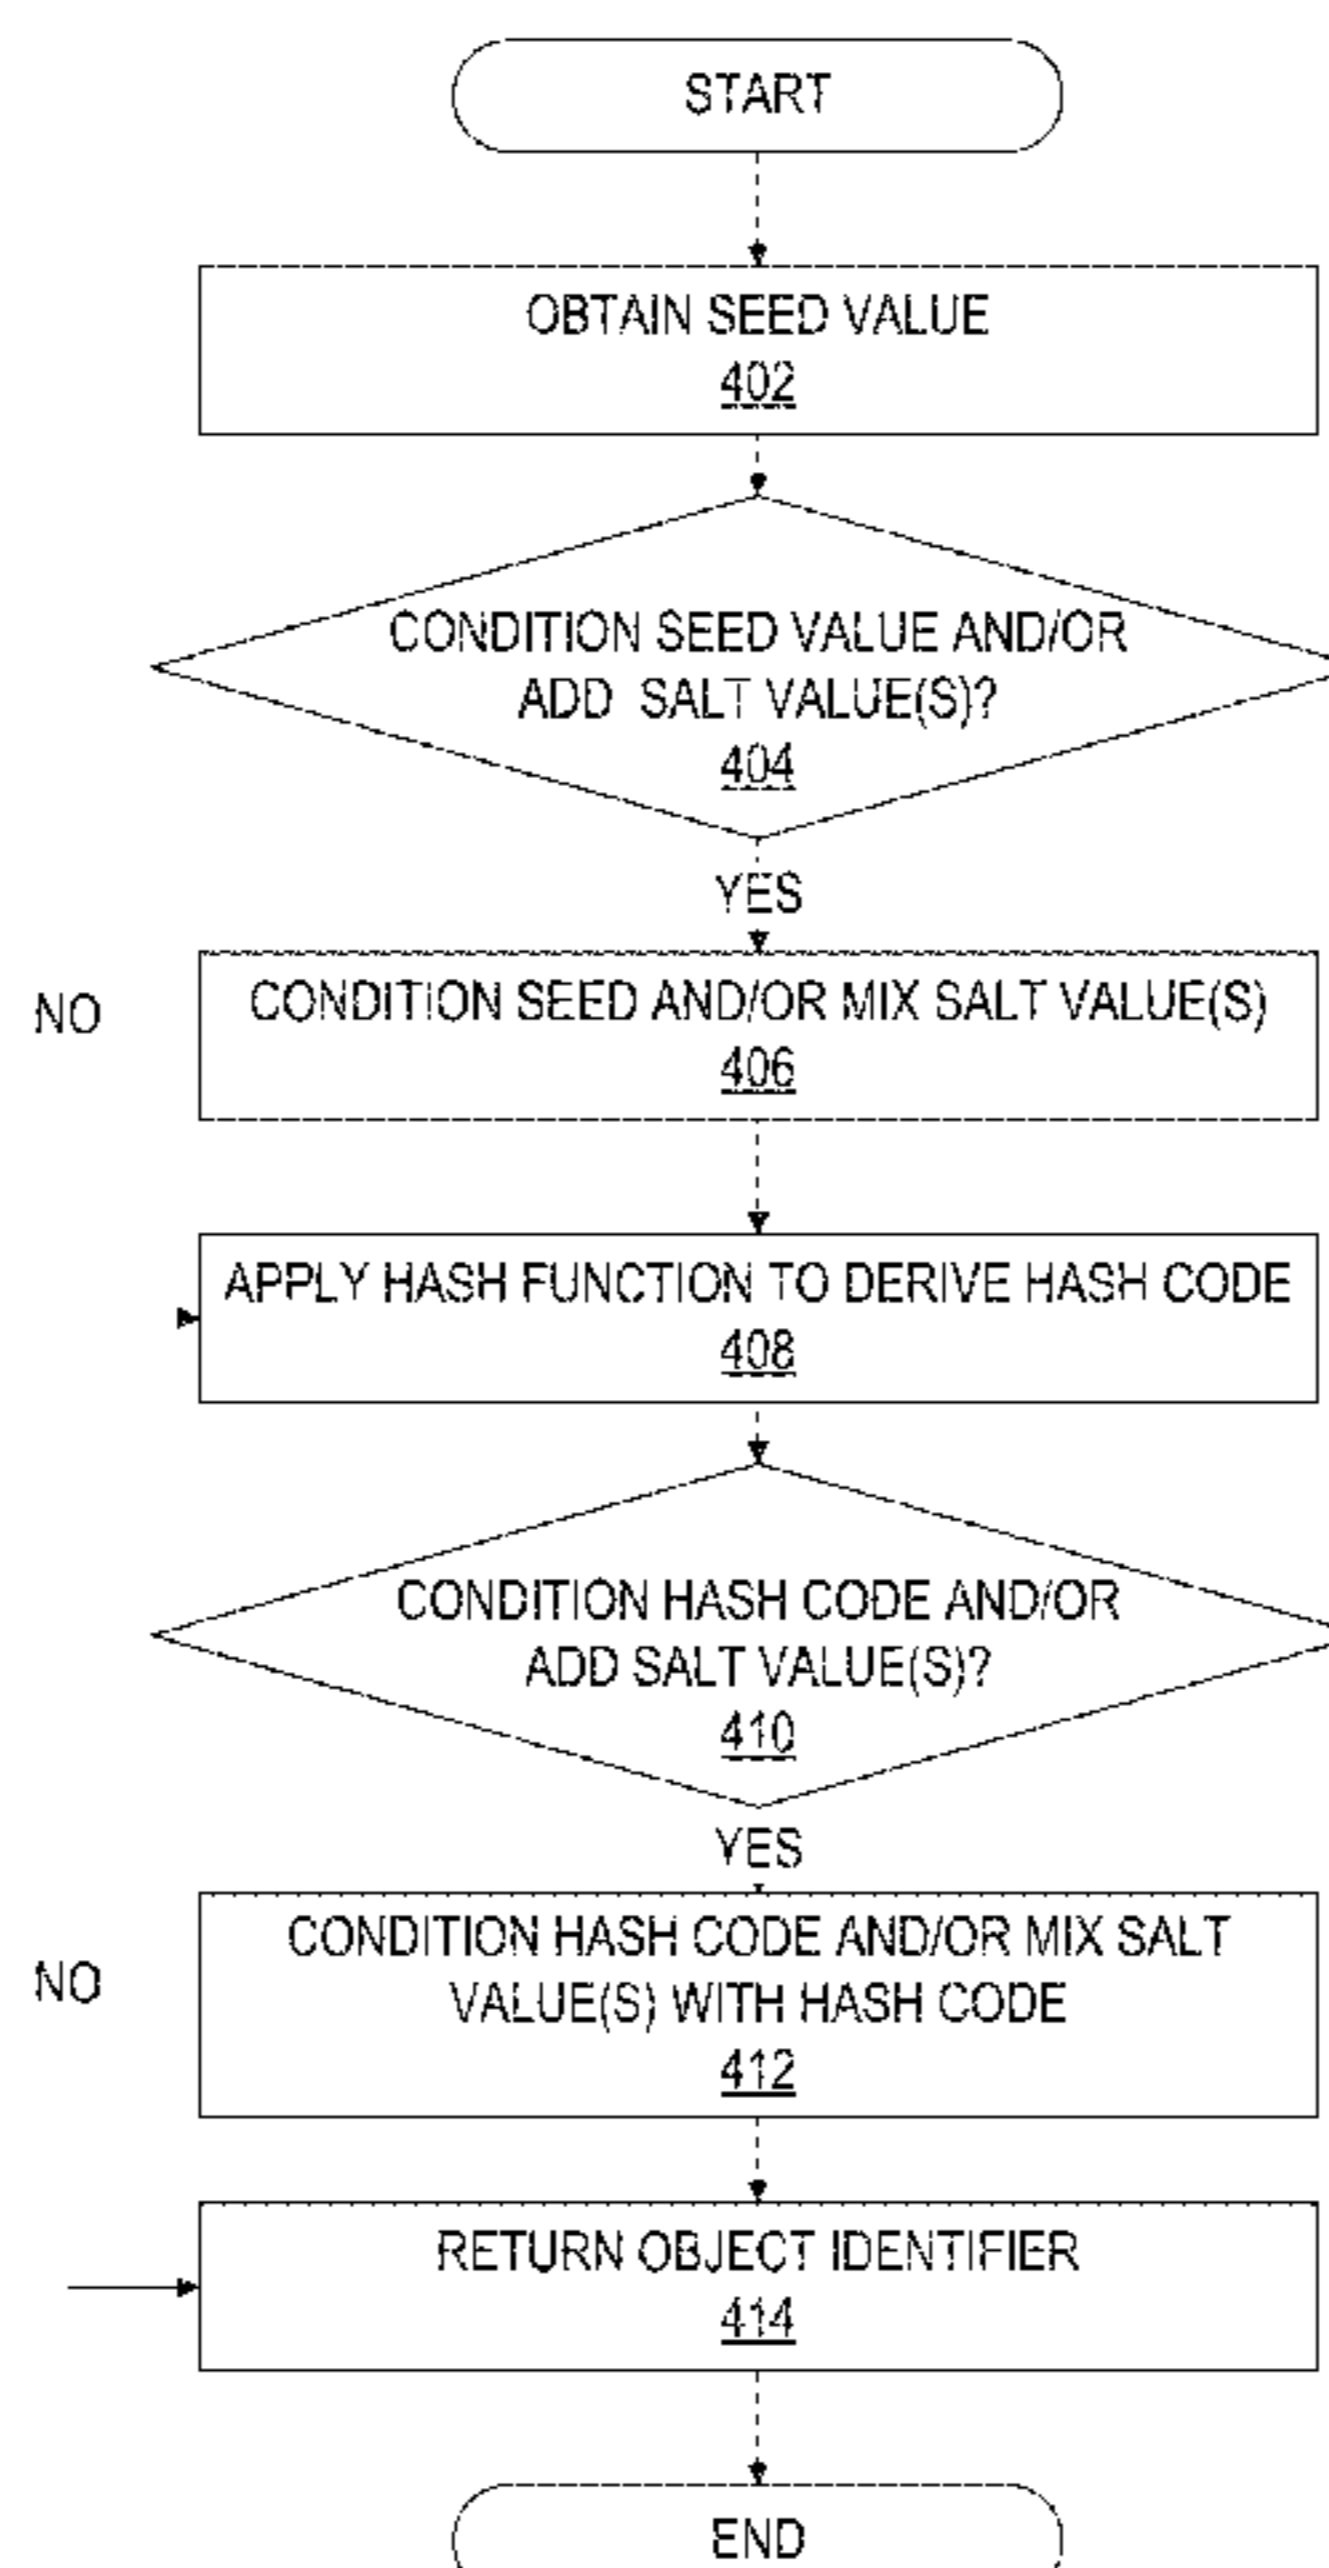 START
OBTAIN SEED VALUE
402
CONDITION SEED VALUE AND/OR
ADD SALT VALUE(S)?
404
YES
NO
CONDITION SEED AND/OR MIX SALT VALUE(S)
406
APPLY HASH FUNCTION TO DERIVE HASH CODE
408
CONDITION HASH CODE AND/OR
ADD SALT VALUE(S)?
410
YES
NO
CONDITION HASH CODE AND/OR MIX SALT
VALUE(S) WITH HASH CODE
412
RETURN OBJECT IDENTIFIER
414
END